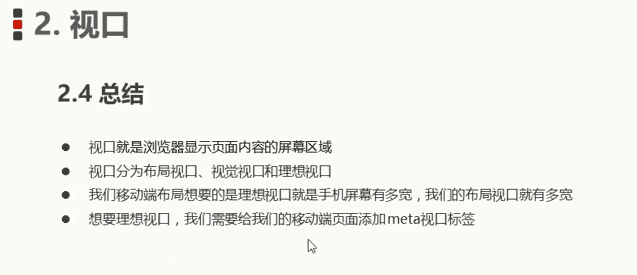 2. 视口
2.4 总结
● 视口就是浏览器显示页面内容的屏幕区域
● 视口分为布局视口、视觉视口和理想视口
● 我们移动端布局想要的是理想视口就是手机屏幕有多宽，我们的布局视口就有多宽
● 想要理想视口，我们需要给我们的移动端页面添加meta视口标签